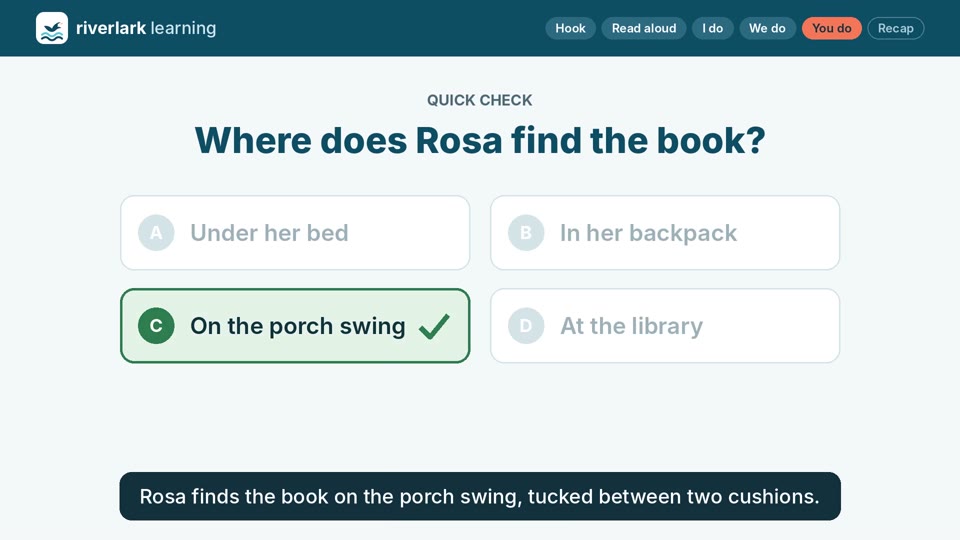 riverlark learning
Hook Read aloud I do We do You do Recap
QUICK CHECK
Where does Rosa find the book?
A Under her bed
B In her backpack
C On the porch swing
D At the library
Rosa finds the book on the porch swing, tucked between two cushions.